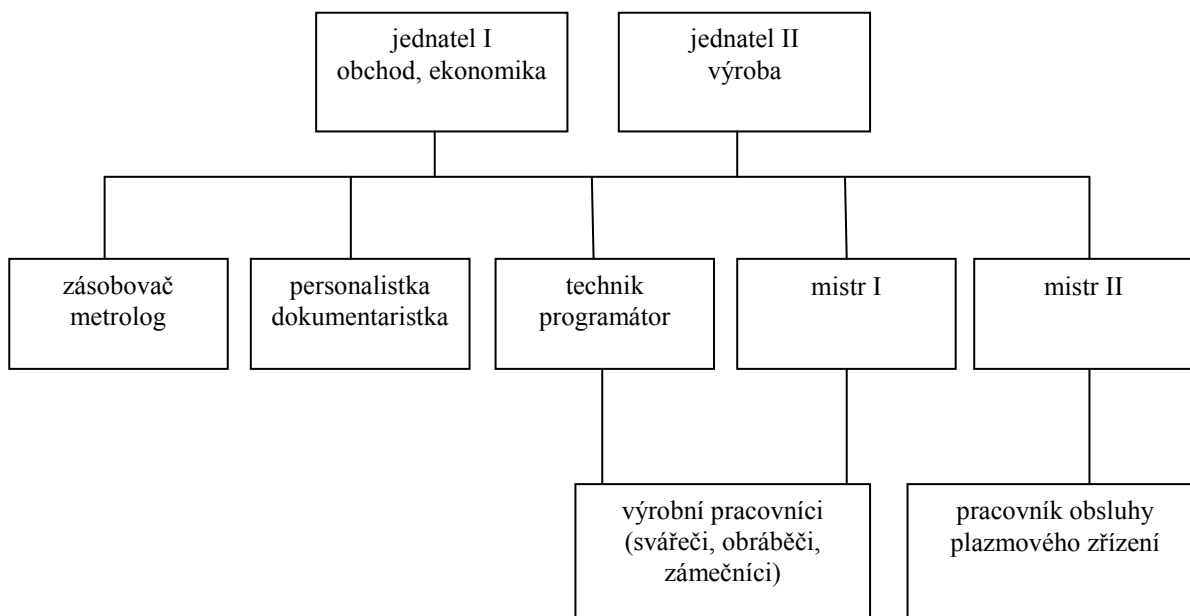 jednatel I
obchod, ekonomika
jednatel II
výroba
zásobovač
metrolog
personalistka
dokumentaristka
technik
programátor
mistr I
mistr II
výrobní pracovníci
(svářeči, obráběči,
zámečníci)
pracovník obsluhy
plazmového zřízení